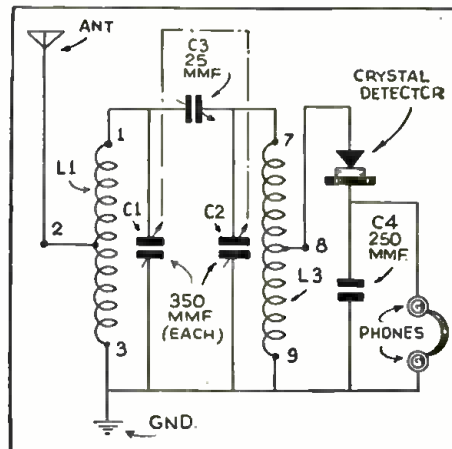 ANT
C3
25
MMF
CRYSTAL
DETECTOR
1
7
L1
2
C1
C2
8
C4
250
MMF.
350
MMF
(EACH)
L3
PHONES
3
9
GND.